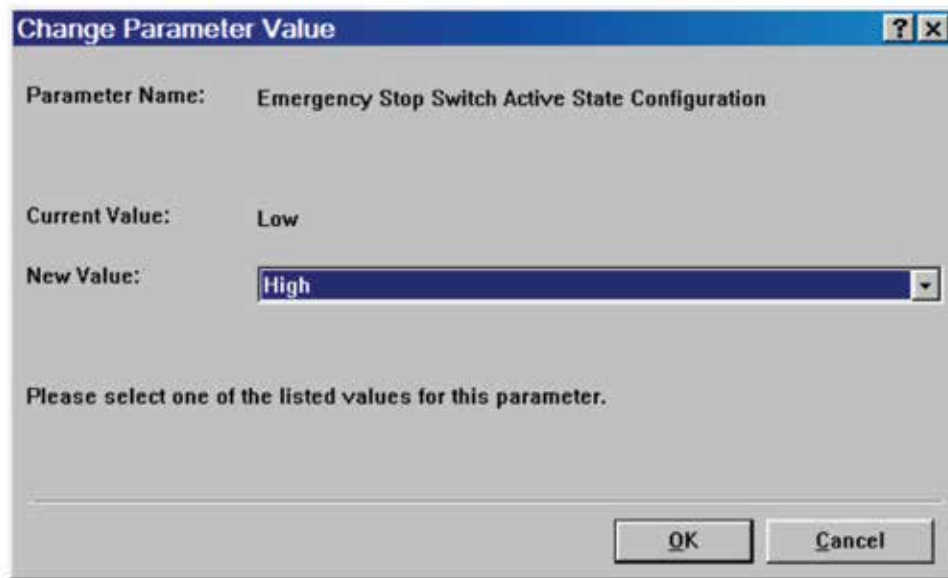 Change Parameter Value ? ×
Parameter Name: Emergency Stop Switch Active State Configuration
Current Value: Low
New Value: High
Please select one of the listed values for this parameter.
OK Cancel